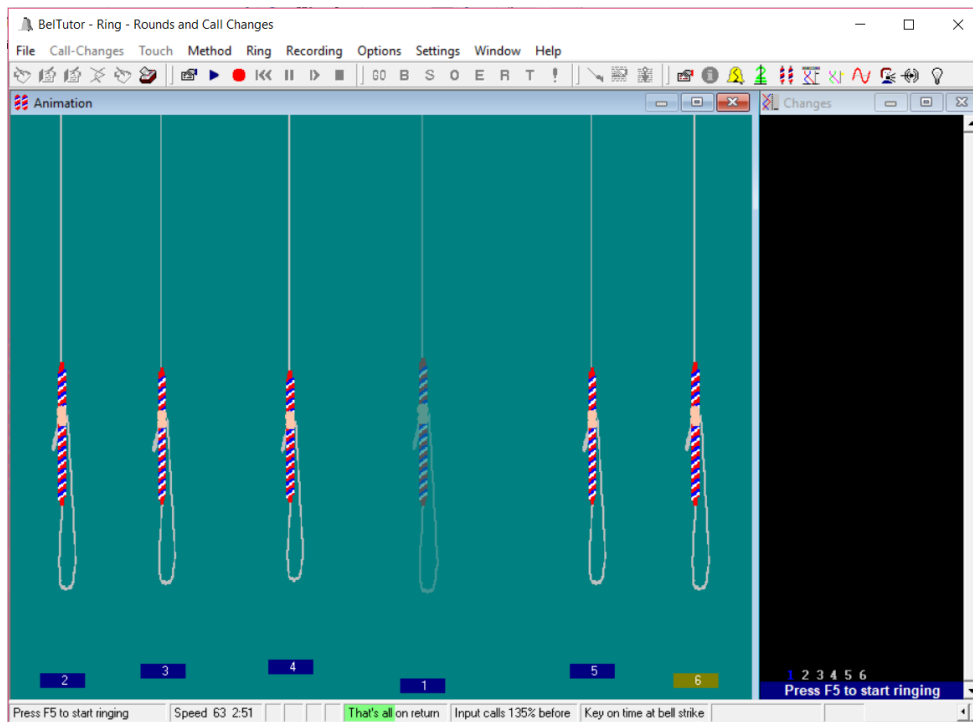 BelTutor - Ring - Rounds and Call Changes
File Call-Changes Touch Method Ring Recording Options Settings Window Help
GO B S O E R T !
Animation
Changes
2
3
4
1
5
6
1 2 3 4 5 6
Press F5 to start ringing
Press F5 to start ringing Speed 63 2:51 That's all on return Input calls 135% before Key on time at bell strike